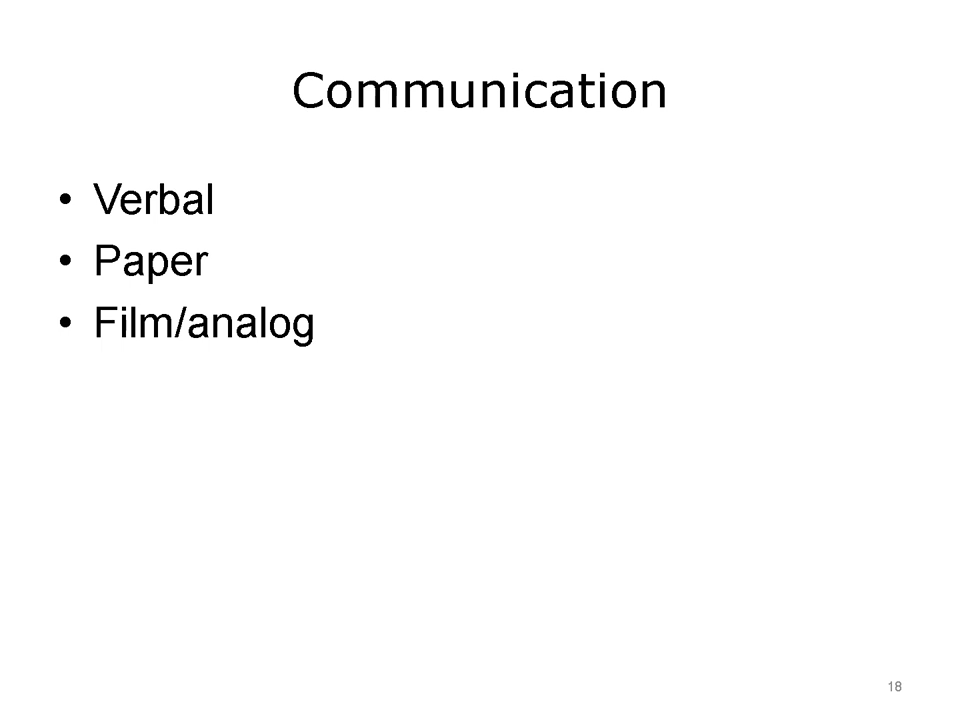 Communication
• Verbal
• Paper
• Film/analog
18